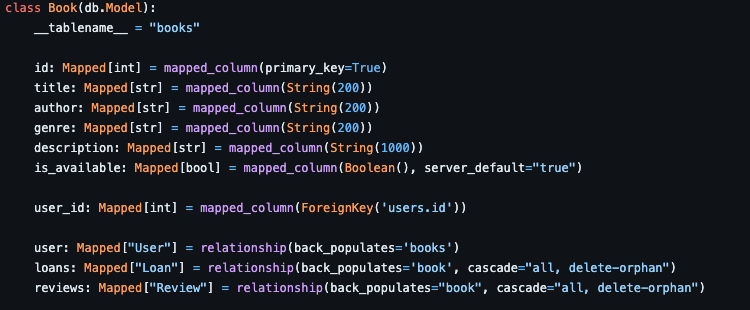 class Book(db.Model):
__tablename__ = "books"
id: Mapped[int] = mapped_column(primary_key=True)
title: Mapped[str] = mapped_column(String(200))
author: Mapped[str] = mapped_column(String(200))
genre: Mapped[str] = mapped_column(String(200))
description: Mapped[str] = mapped_column(String(1000))
is_available: Mapped[bool] = mapped_column(Boolean(), server_default="true")
user_id: Mapped[int] = mapped_column(ForeignKey('users.id'))
user: Mapped["User"] = relationship(back_populates='books')
loans: Mapped["Loan"] = relationship(back_populates='book', cascade="all, delete-orphan")
reviews: Mapped["Review"] = relationship(back_populates="book", cascade="all, delete-orphan")